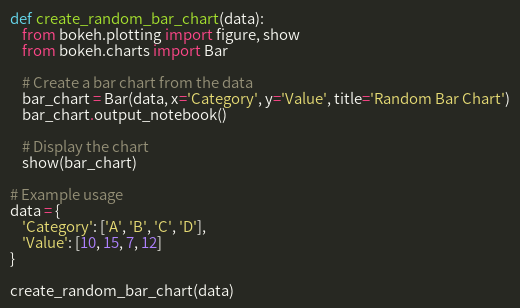 def create_random_bar_chart(data):
    from bokeh.plotting import figure, show
    from bokeh.charts import Bar

    # Create a bar chart from the data
    bar_chart = Bar(data, x='Category', y='Value', title='Random Bar Chart')
    bar_chart.output_notebook()

    # Display the chart
    show(bar_chart)

# Example usage
data = {
    'Category': ['A', 'B', 'C', 'D'],
    'Value': [10, 15, 7, 12]
}

create_random_bar_chart(data)